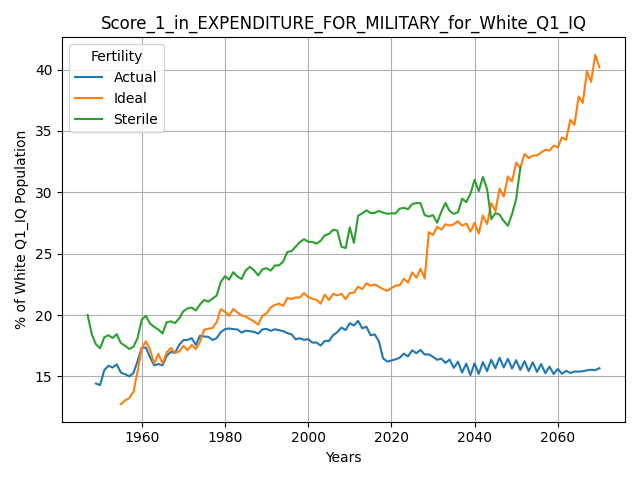 Score_1_in_EXPENDITURE_FOR_MILITARY_for_White_Q1_IQ
Fertility
Actual
Ideal
Sterile
% of White Q1_IQ Population
40
35
30
25
20
15
1960
1980
2000
2020
2040
2060
Years